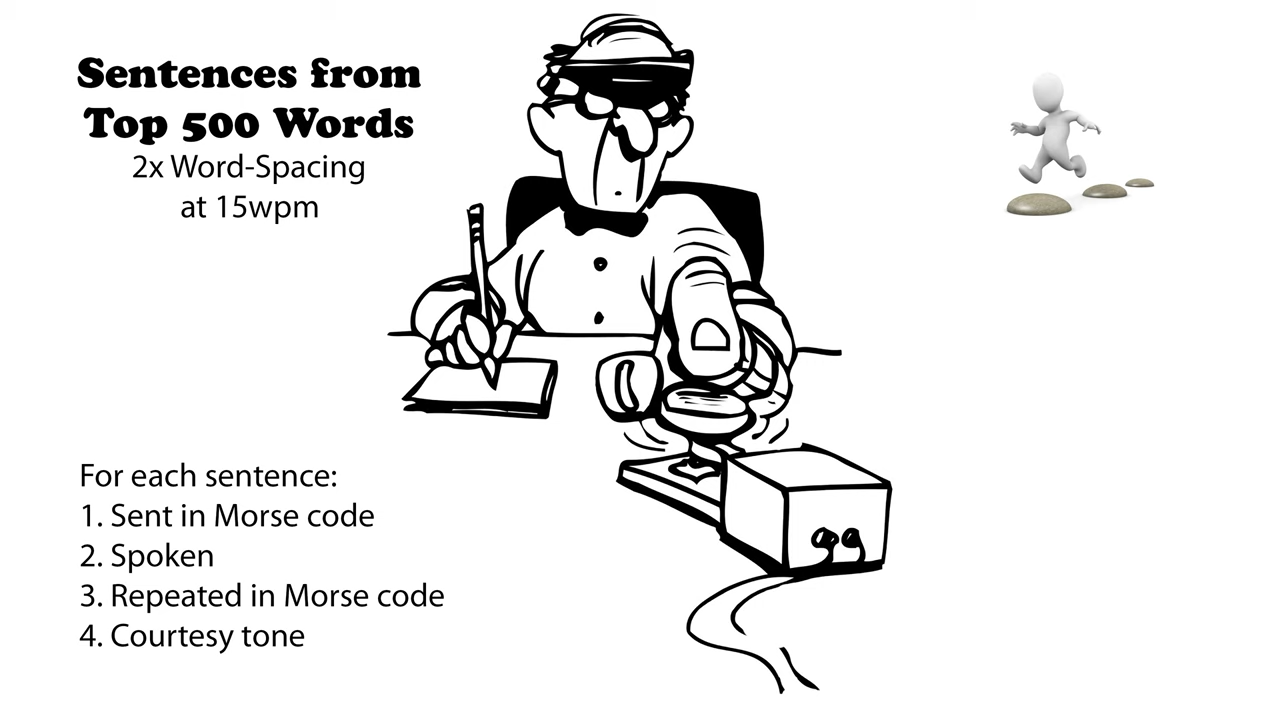 Sentences from
Top 500 Words
2x Word-Spacing
at 15wpm
For each sentence:
1. Sent in Morse code
2. Spoken
3. Repeated in Morse code
4. Courtesy tone